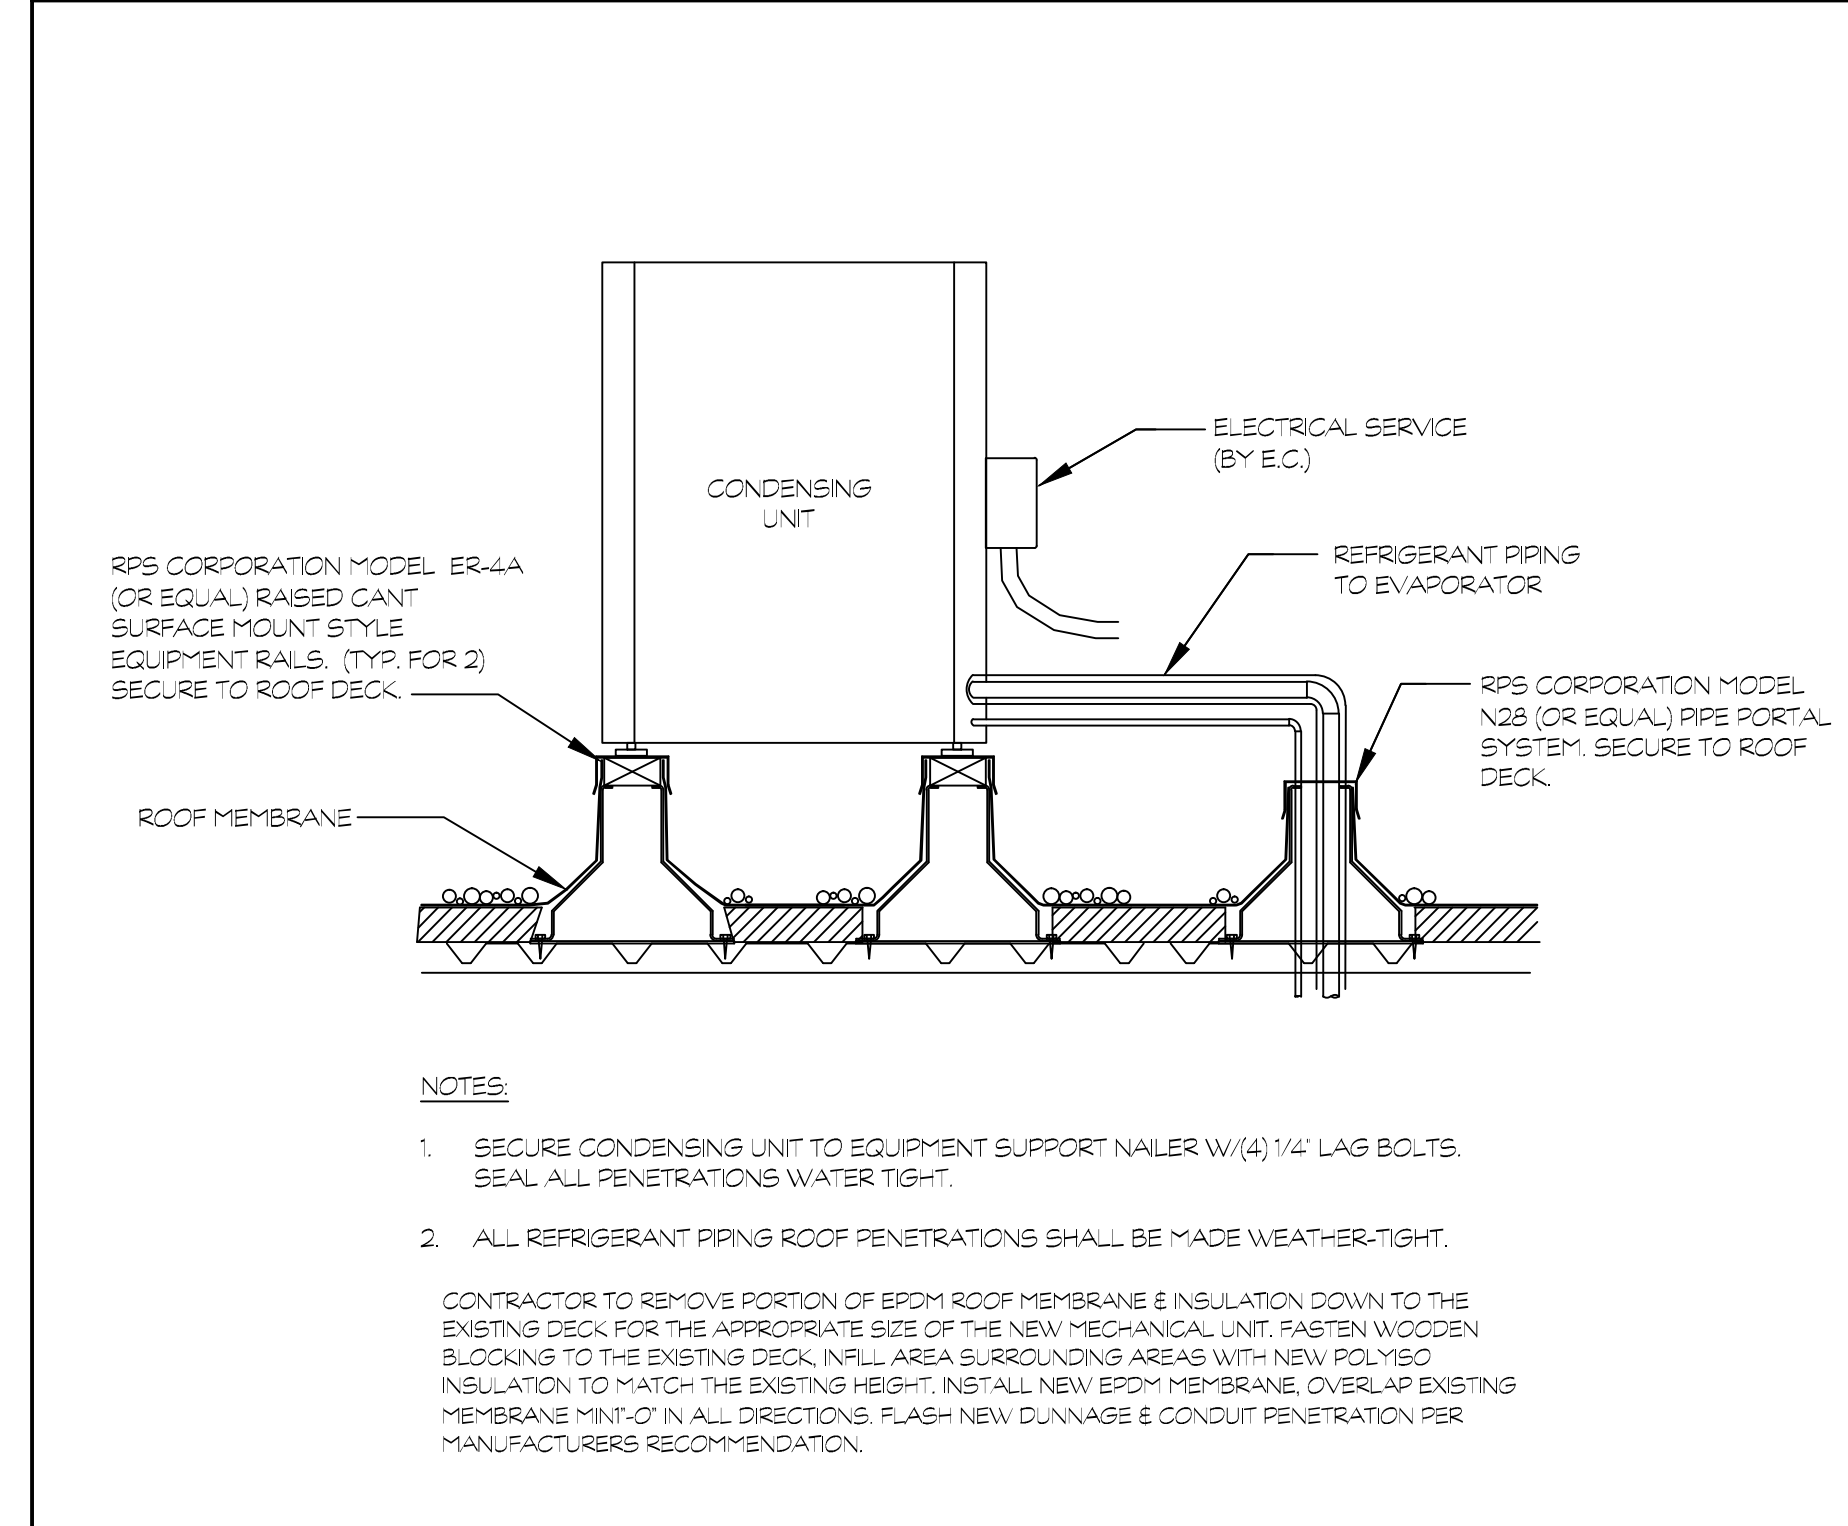 CONDENSING
UNIT
ELECTRICAL SERVICE
(BY E.C.)
REFRIGERANT PIPING
TO EVAPORATOR
RPS CORPORATION MODEL ER-4A
(OR EQUAL) RAISED CANT
SURFACE MOUNT STYLE
EQUIPMENT RAILS. (TYP. FOR 2)
SECURE TO ROOF DECK.
RPS CORPORATION MODEL
N28 (OR EQUAL) PIPE PORTAL
SYSTEM. SECURE TO ROOF
DECK.
ROOF MEMBRANE
NOTES:
1. SECURE CONDENSING UNIT TO EQUIPMENT SUPPORT NAILER W/(4) 1/4" LAG BOLTS.
SEAL ALL PENETRATIONS WATER TIGHT.
2. ALL REFRIGERANT PIPING ROOF PENETRATIONS SHALL BE MADE WEATHER-TIGHT.
CONTRACTOR TO REMOVE PORTION OF EPDM ROOF MEMBRANE & INSULATION DOWN TO THE
EXISTING DECK FOR THE APPROPRIATE SIZE OF THE NEW MECHANICAL UNIT. FASTEN WOODEN
BLOCKING TO THE EXISTING DECK, INFILL AREA SURROUNDING AREAS WITH NEW POLYISO
INSULATION TO MATCH THE EXISTING HEIGHT. INSTALL NEW EPDM MEMBRANE, OVERLAP EXISTING
MEMBRANE MIN1"-0" IN ALL DIRECTIONS. FLASH NEW DUNNAGE & CONDUIT PENETRATION PER
MANUFACTURERS RECOMMENDATION.